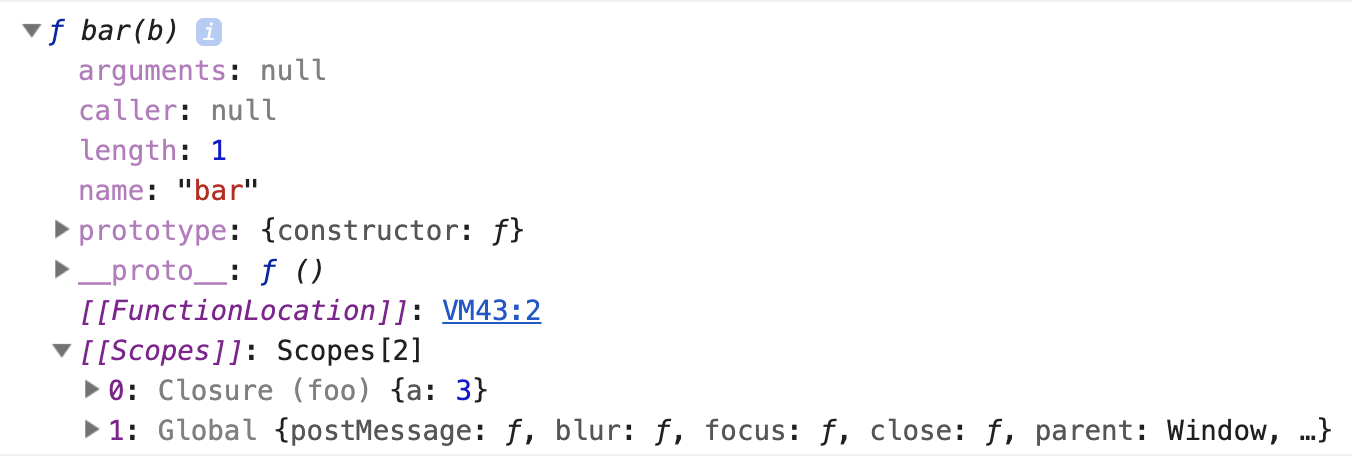 ▼ƒ bar(b) i
arguments: null
caller: null
length: 1
name: "bar"
▶prototype: {constructor: ƒ}
▶__proto__: ƒ ()
[[FunctionLocation]]: VM43:2
▼[[Scopes]]: Scopes[2]
▶0: Closure (foo) {a: 3}
▶1: Global {postMessage: ƒ, blur: ƒ, focus: ƒ, close: ƒ, parent: Window, …}